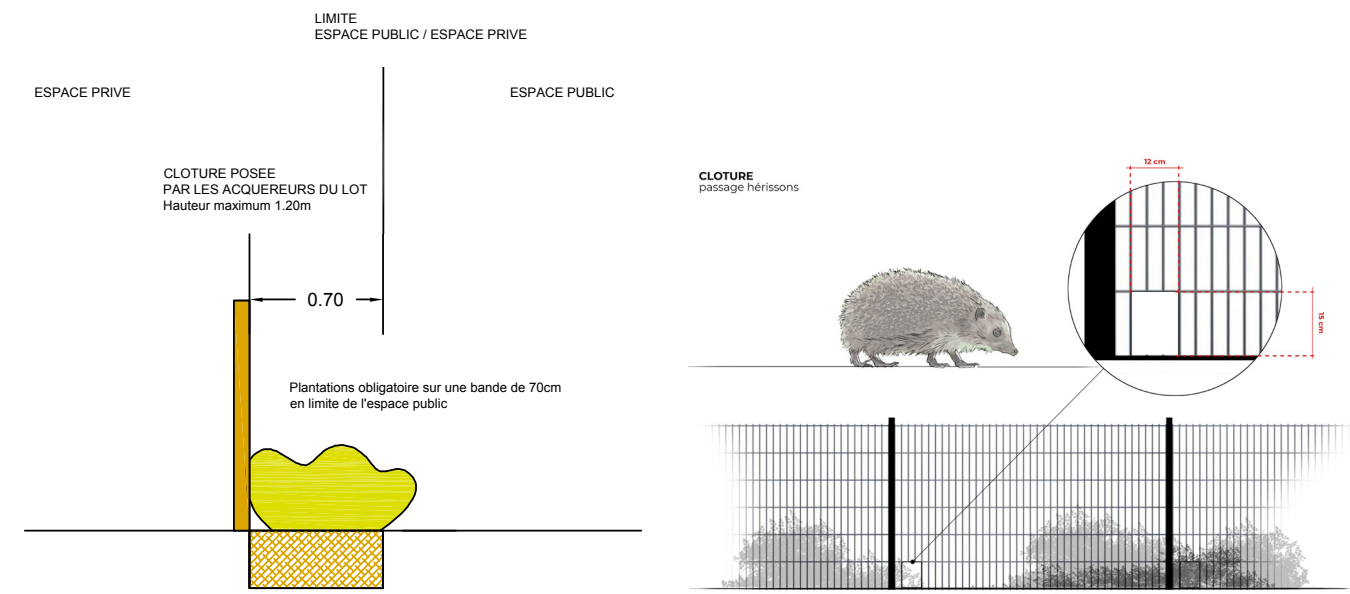 LIMITE
ESPACE PUBLIC / ESPACE PRIVE
ESPACE PRIVE
ESPACE PUBLIC
CLOTURE POSEE
PAR LES ACQUEREURS DU LOT
Hauteur maximum 1.20m
0.70
Plantations obligatoire sur une bande de 70cm
en limite de l'espace public
CLOTURE
passage hérissons
12 cm
15 cm